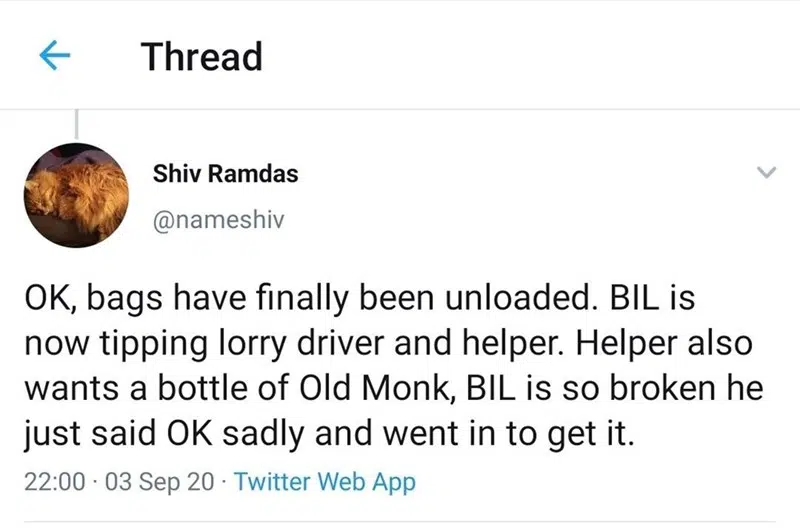 Thread
Shiv Ramdas
@nameshiv
OK, bags have finally been unloaded. BIL is
now tipping lorry driver and helper. Helper also
wants a bottle of Old Monk, BIL is so broken he
just said OK sadly and went in to get it.
22:00 · 03 Sep 20 · Twitter Web App